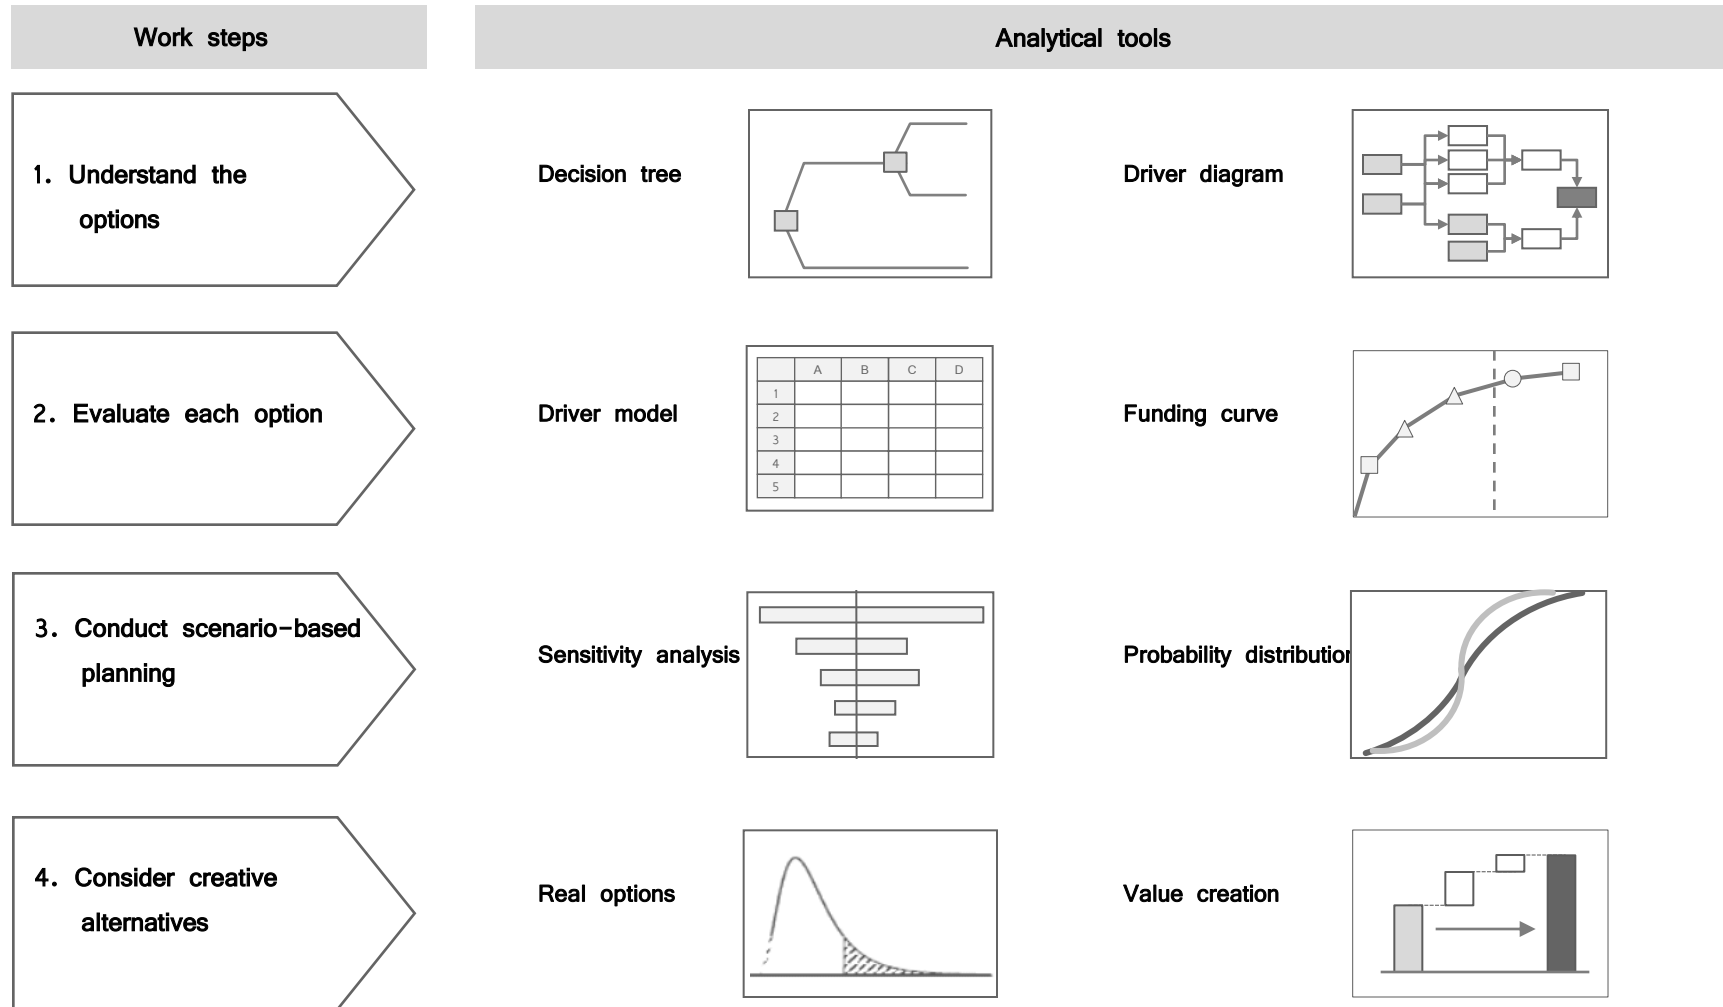 Work steps
Analytical tools
1. Understand the
options
Decision tree
Driver diagram
2. Evaluate each option
Driver model
A B C D
1
2
3
4
5
Funding curve
3. Conduct scenario-based
planning
Sensitivity analysis
Probability distribution
4. Consider creative
alternatives
Real options
Value creation